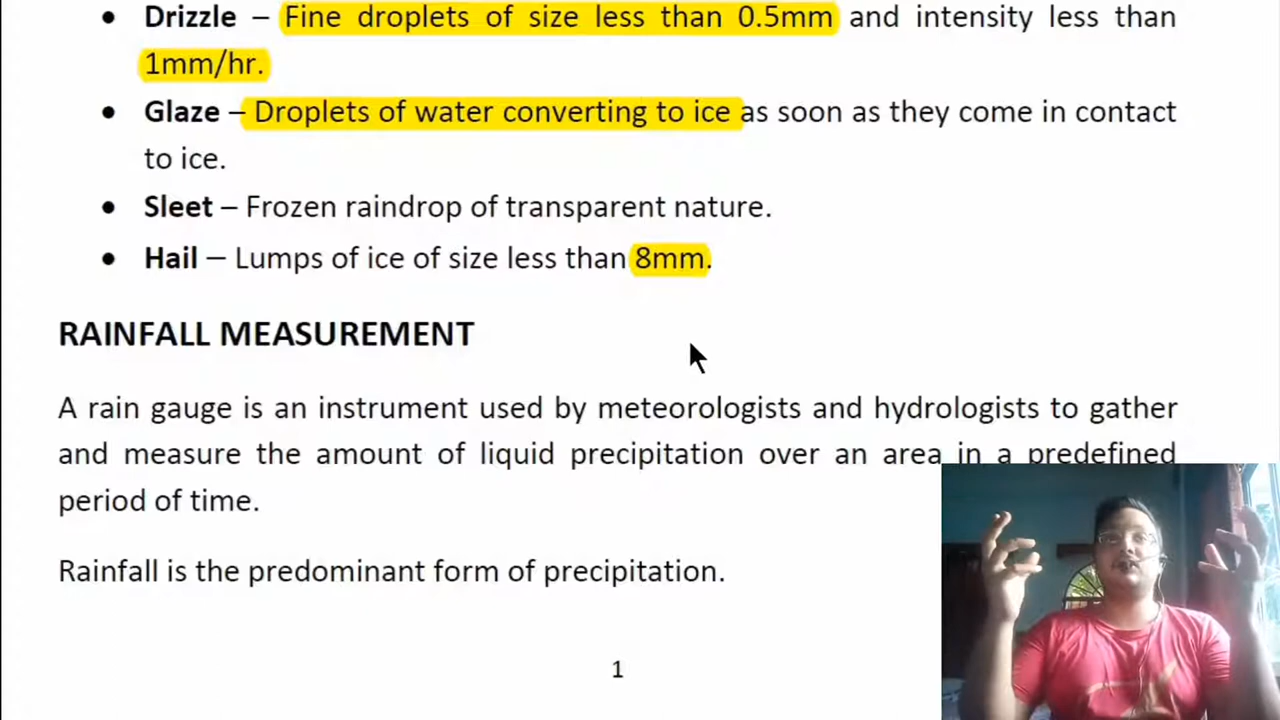 • Drizzle – Fine droplets of size less than 0.5mm and intensity less than
1mm/hr.
• Glaze – Droplets of water converting to ice as soon as they come in contact
to ice.
• Sleet – Frozen raindrop of transparent nature.
• Hail – Lumps of ice of size less than 8mm.
RAINFALL MEASUREMENT
A rain gauge is an instrument used by meteorologists and hydrologists to gather
and measure the amount of liquid precipitation over an area in a predefined
period of time.
Rainfall is the predominant form of precipitation.
1